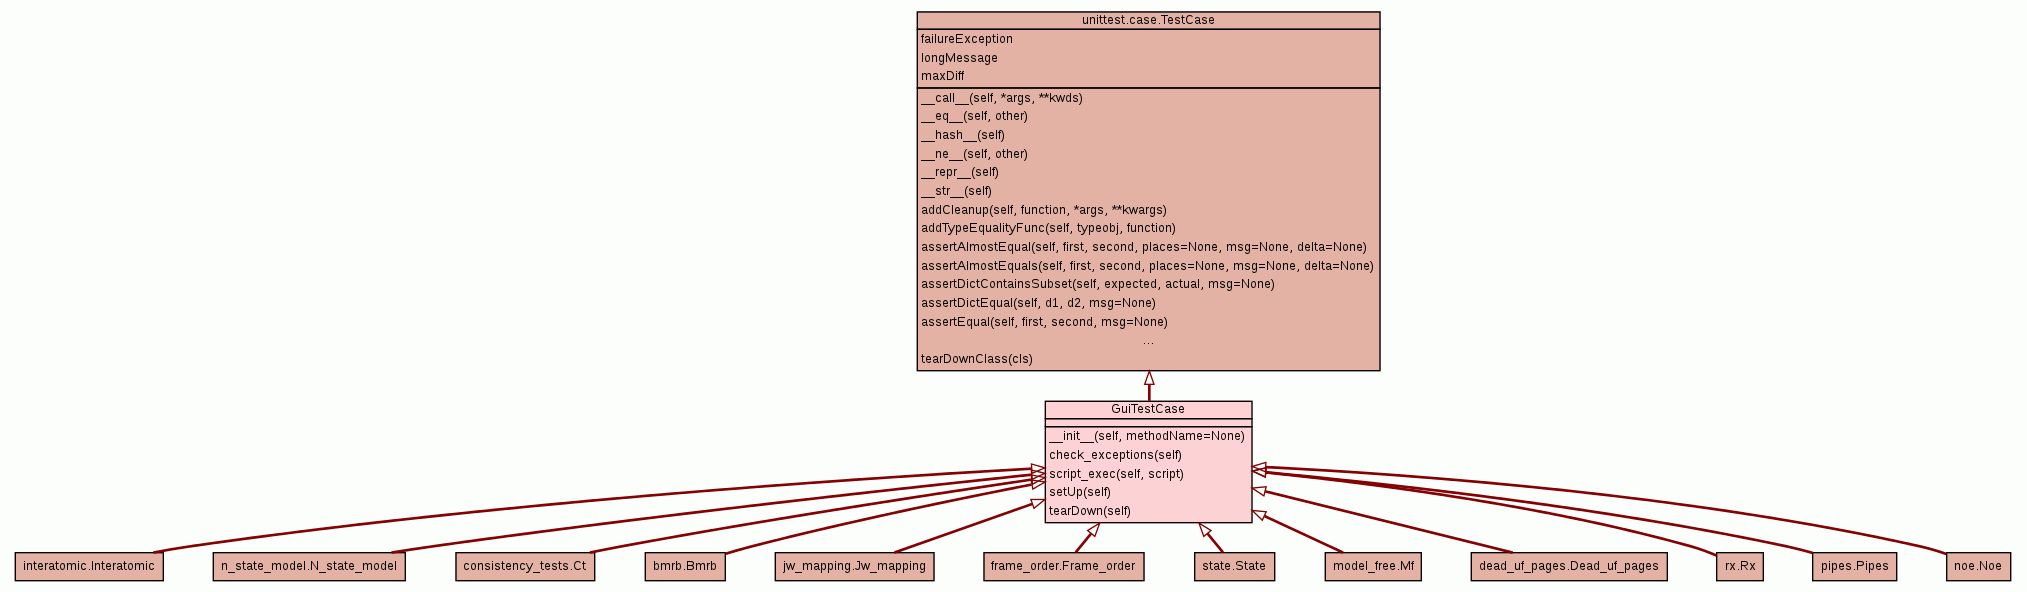 unittest.case.TestCase
failureException
longMessage
maxDiff
__call__(self, *args, **kwds)
__eq__(self, other)
__hash__(self)
__ne__(self, other)
__repr__(self)
__str__(self)
addCleanup(self, function, *args, **kwargs)
addTypeEqualityFunc(self, typeobj, function)
assertAlmostEqual(self, first, second, places=None, msg=None, delta=None)
assertAlmostEquals(self, first, second, places=None, msg=None, delta=None)
assertDictContainsSubset(self, expected, actual, msg=None)
assertDictEqual(self, d1, d2, msg=None)
assertEqual(self, first, second, msg=None)
...
tearDownClass(cls)
GuiTestCase
__init__(self, methodName=None)
check_exceptions(self)
script_exec(self, script)
setUp(self)
tearDown(self)
interatomic.Interatomic
n_state_model.N_state_model
consistency_tests.Ct
bmrb.Bmrb
jw_mapping.Jw_mapping
frame_order.Frame_order
state.State
model_free.Mf
dead_uf_pages.Dead_uf_pages
rx.Rx
pipes.Pipes
noe.Noe